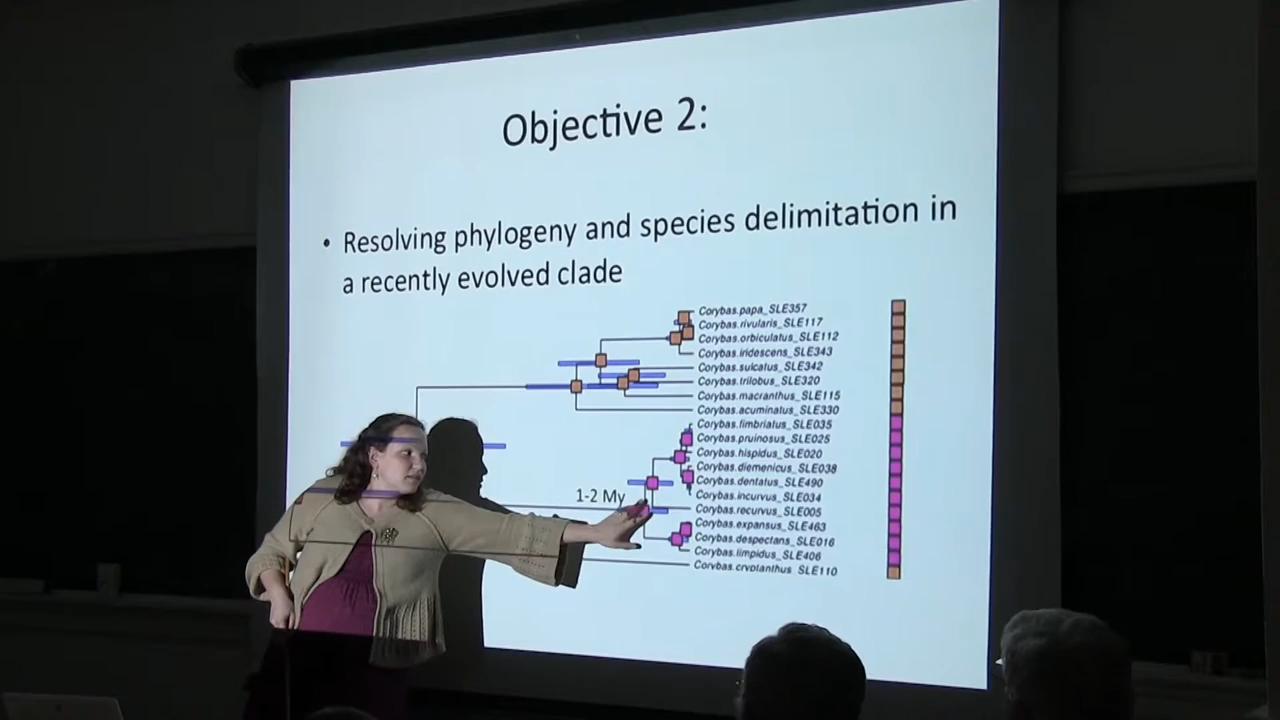 Objective 2:
• Resolving phylogeny and species delimitation in
a recently evolved clade
Corybas.papa_SLE357
Corybas.rivularis_SLE117
Corybas.orbiculatus_SLE112
Corybas.iridescens_SLE343
Corybas.sulcatus_SLE342
Corybas.trilobus_SLE320
Corybas.macranthus_SLE115
Corybas.acuminatus_SLE330
Corybas.fimbriatus_SLE035
Corybas.pruinosus_SLE025
Corybas.hispidus_SLE020
Corybas.diemenicus_SLE038
Corybas.dentatus_SLE490
1-2 My
Corybas.incurvus_SLE034
Corybas.recurvus_SLE005
Corybas.expansus_SLE463
Corybas.despectans_SLE016
Corybas.limpidus_SLE406
Corybas.cryptanthus_SLE110